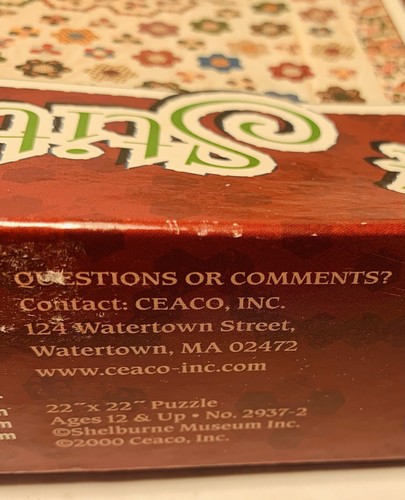 QUESTIONS OR COMMENTS?
Contact: CEACO, INC.
124 Watertown Street,
Watertown, MA 02472
www.ceaco-inc.com
22˝x 22˝ Puzzle
Ages 12 & Up • No. 2937-2
©Shelburne Museum Inc.
©2000 Ceaco, Inc.